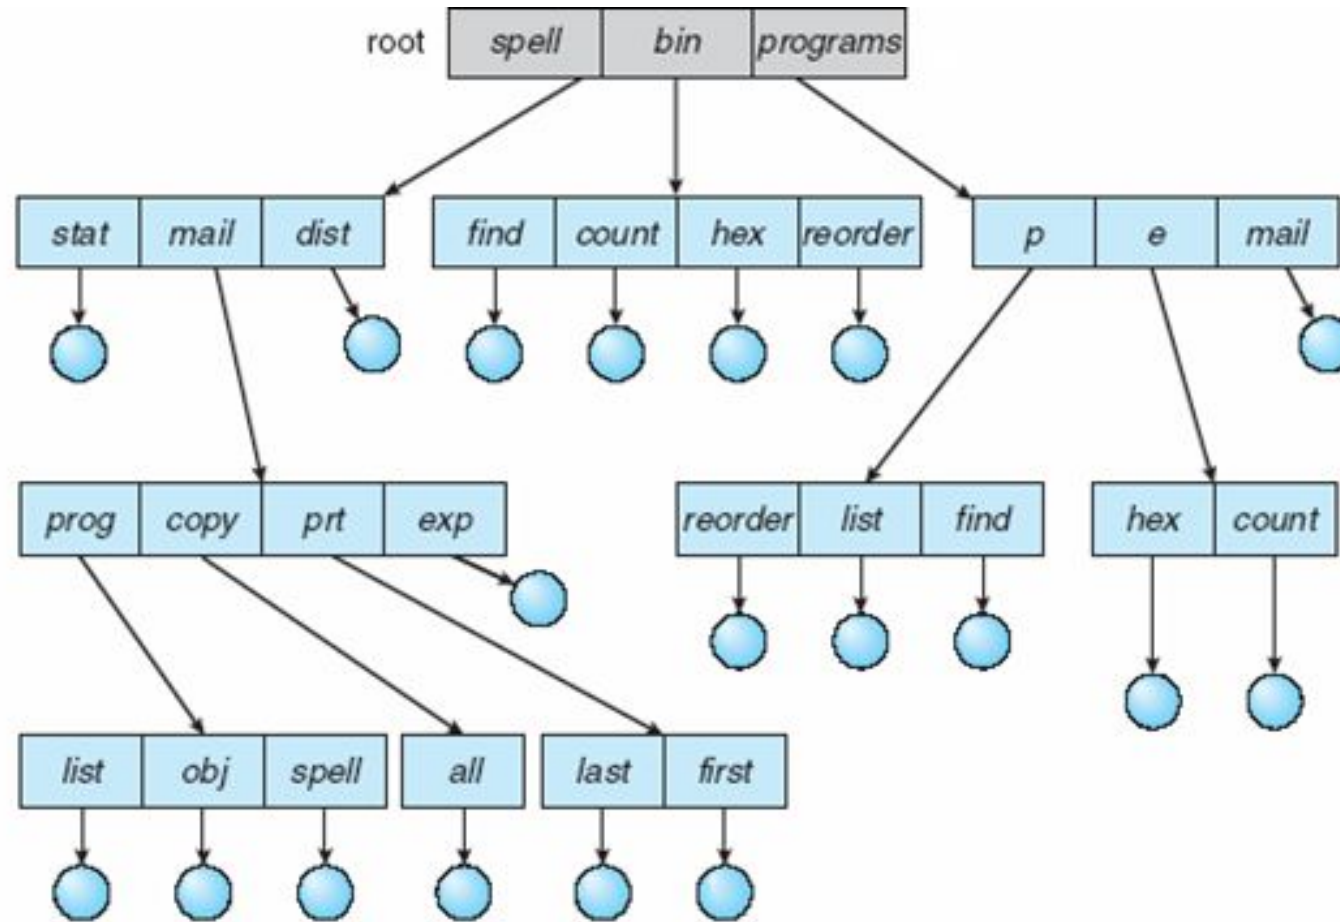 root spell bin programs
stat mail dist find count hex reorder p e mail
prog copy prt exp reorder list find hex count
list obj spell all last first